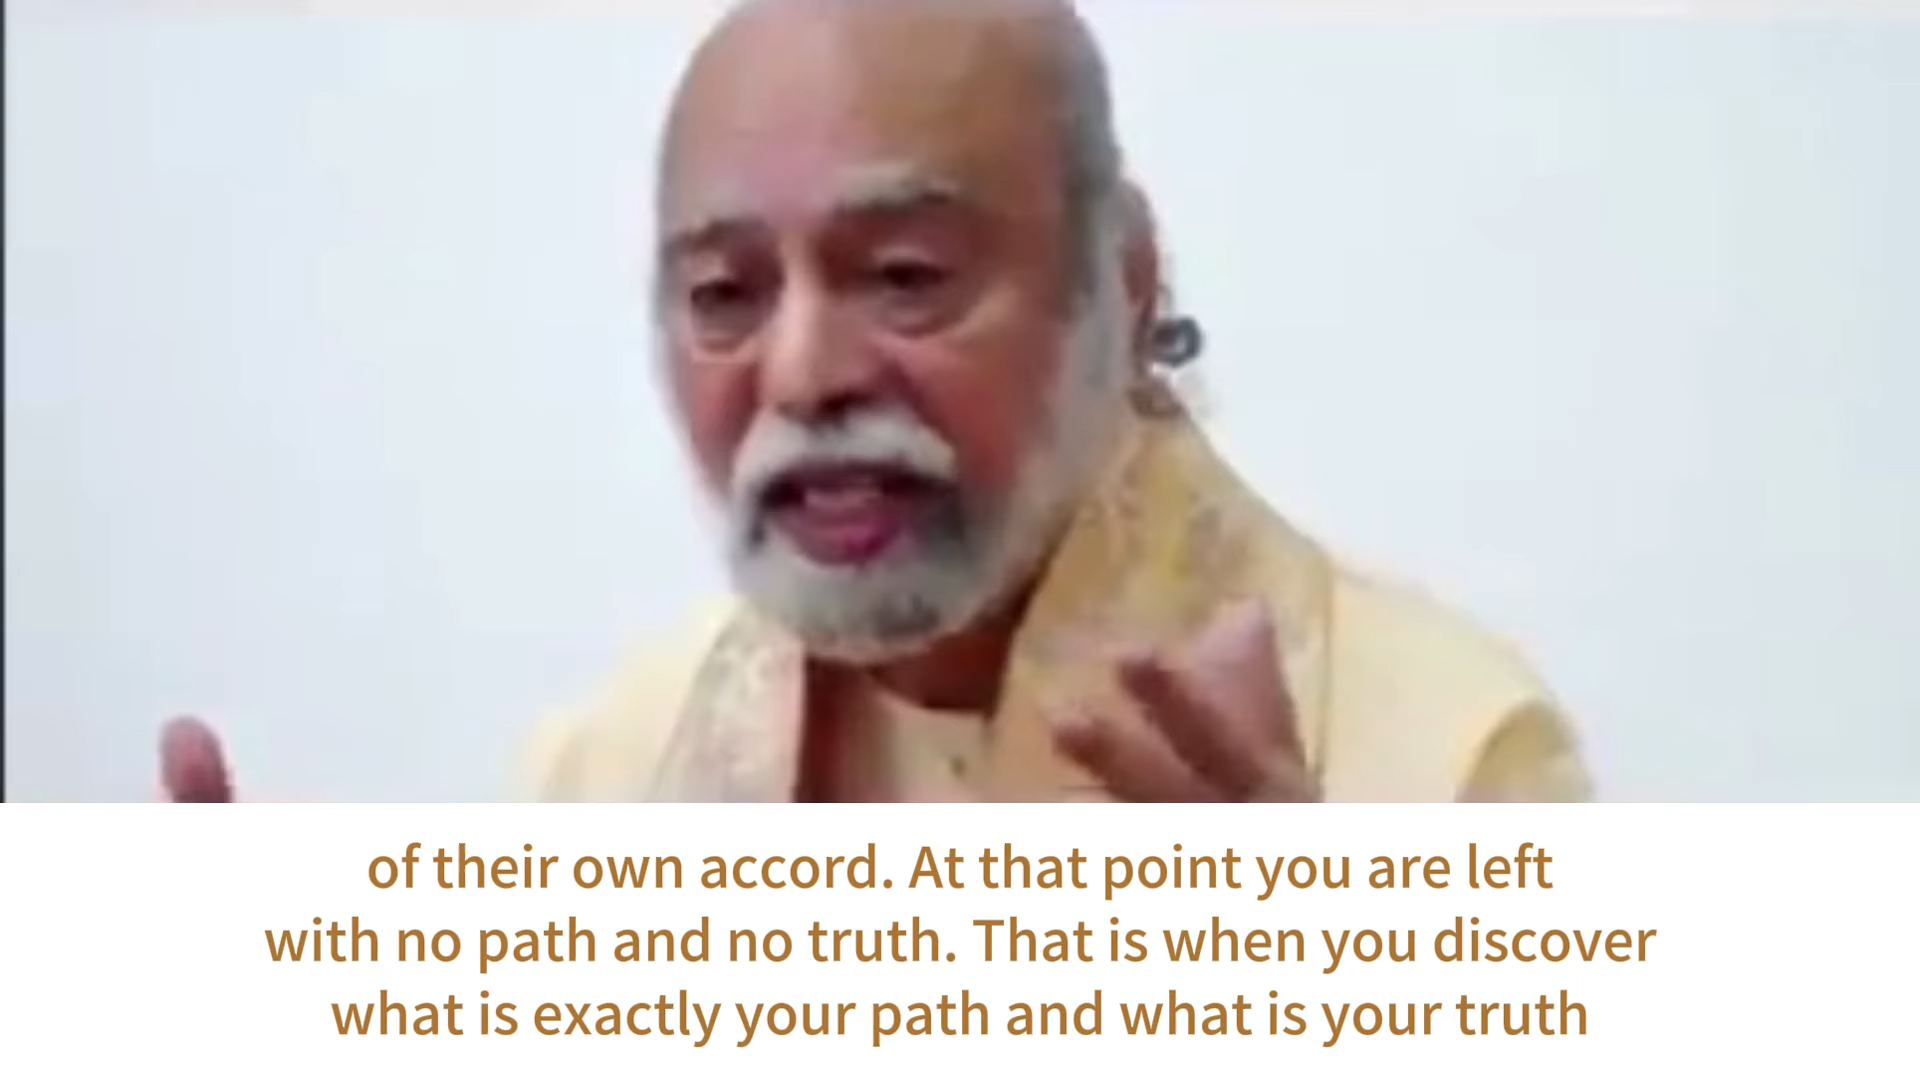 of their own accord. At that point you are left
with no path and no truth. That is when you discover
what is exactly your path and what is your truth